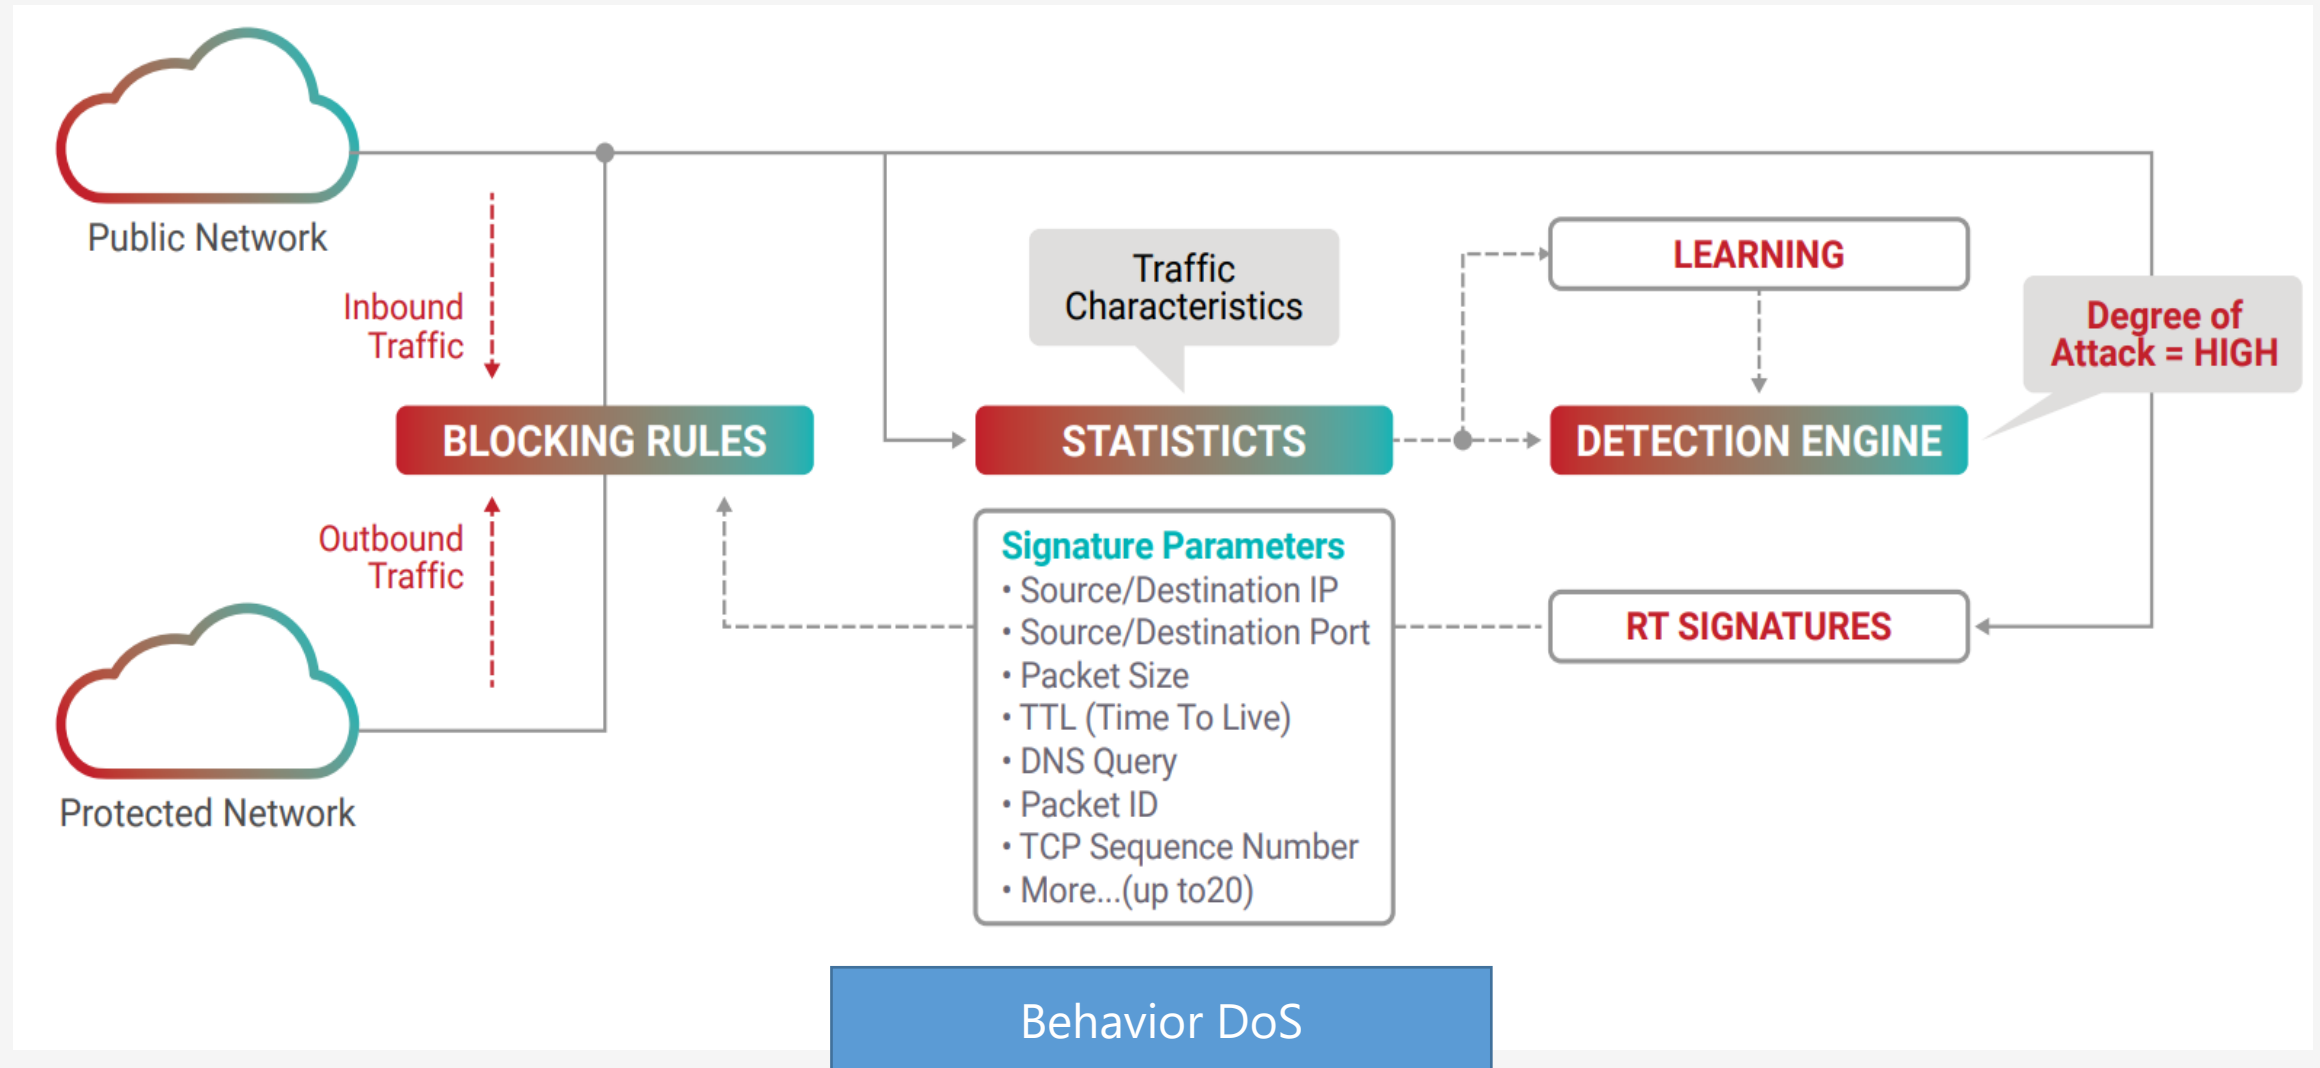 Public Network
Inbound
Traffic
Traffic
Characteristics
LEARNING
Degree of
Attack = HIGH
BLOCKING RULES
STATISTICTS
DETECTION ENGINE
Outbound
Traffic
Signature Parameters
• Source/Destination IP
• Source/Destination Port
• Packet Size
• TTL (Time To Live)
• DNS Query
• Packet ID
• TCP Sequence Number
• More...(up to20)
RT SIGNATURES
Protected Network
Behavior DoS